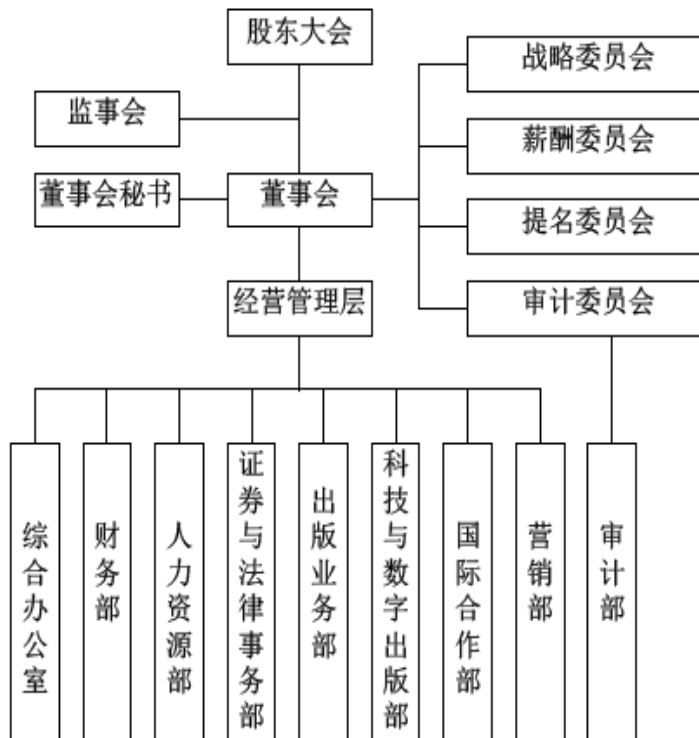 股东大会
战略委员会
监事会
薪酬委员会
董事会秘书
董事会
提名委员会
经营管理层
审计委员会
综合办公室
财务部
人力资源部
证券与法律事务部
出版业务部
科技与数字出版部
国际合作部
营销部
审计部